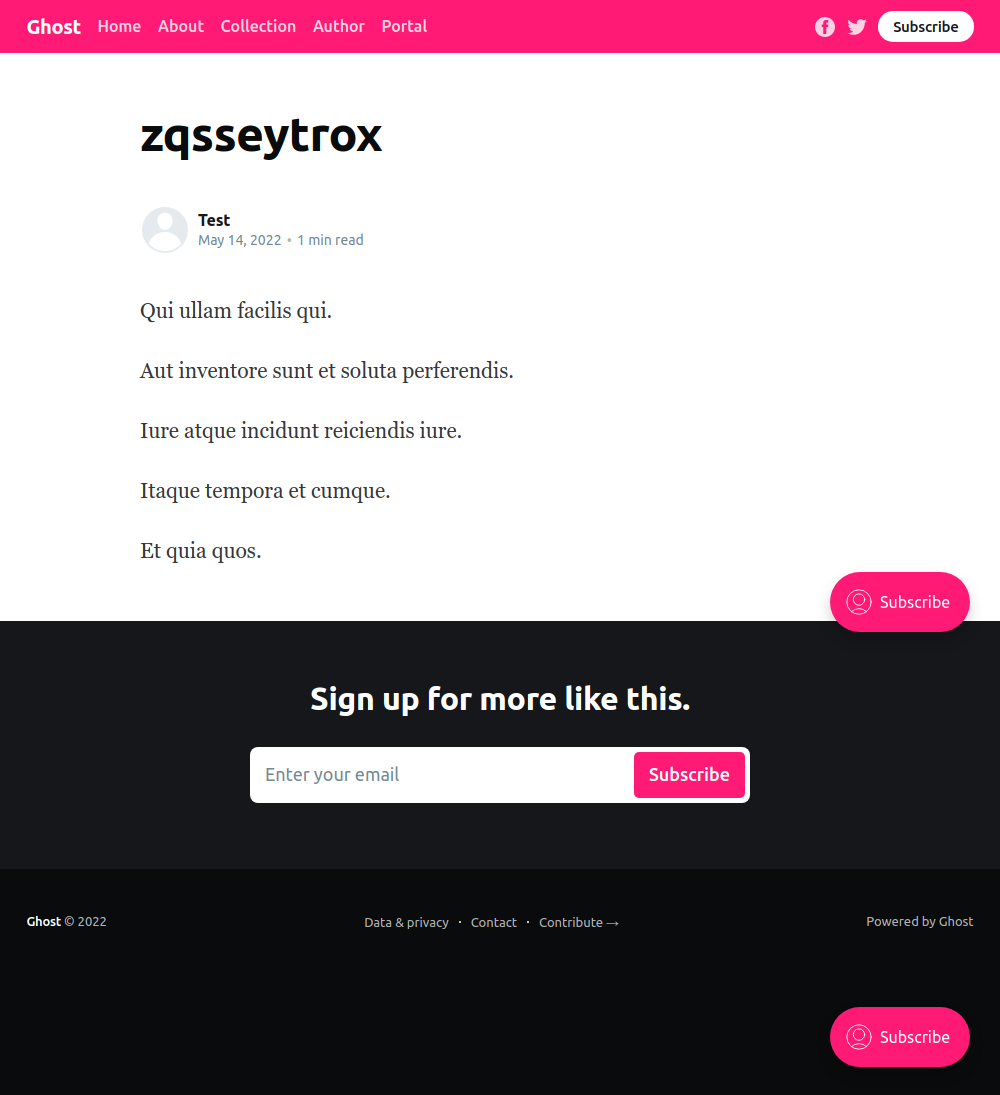 Ghost Home About Collection Author Portal Subscribe
zqsseytrox
Test
May 14, 2022 • 1 min read
Qui ullam facilis qui.
Aut inventore sunt et soluta perferendis.
Iure atque incidunt reiciendis iure.
Itaque tempora et cumque.
Et quia quos.
Subscribe
Sign up for more like this.
Enter your email Subscribe
Ghost © 2022 Data & privacy • Contact • Contribute → Powered by Ghost
Subscribe